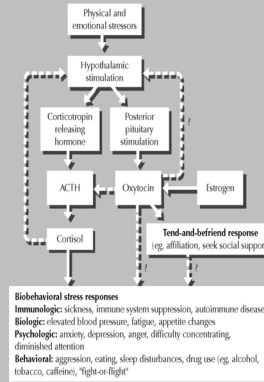 Physical and
emotional stressors
Hypothalamic
stimulation
?
Corticotropin
releasing
hormone
Posterior
pituitary
stimulation
ACTH
Oxytocin
Estrogen
Tend-and-befriend response
(eg, affiliation, seek social support
Cortisol
?
?
Biobehavioral stress responses
Immunologic: sickness, immune system suppression, autoimmune disease
Biologic: elevated blood pressure, fatigue, appetite changes
Psychologic: anxiety, depression, anger, difficulty concentrating,
diminished attention
Behavioral: aggression, eating, sleep disturbances, drug use (eg, alcohol,
tobacco, caffeine), "fight-or-flight"